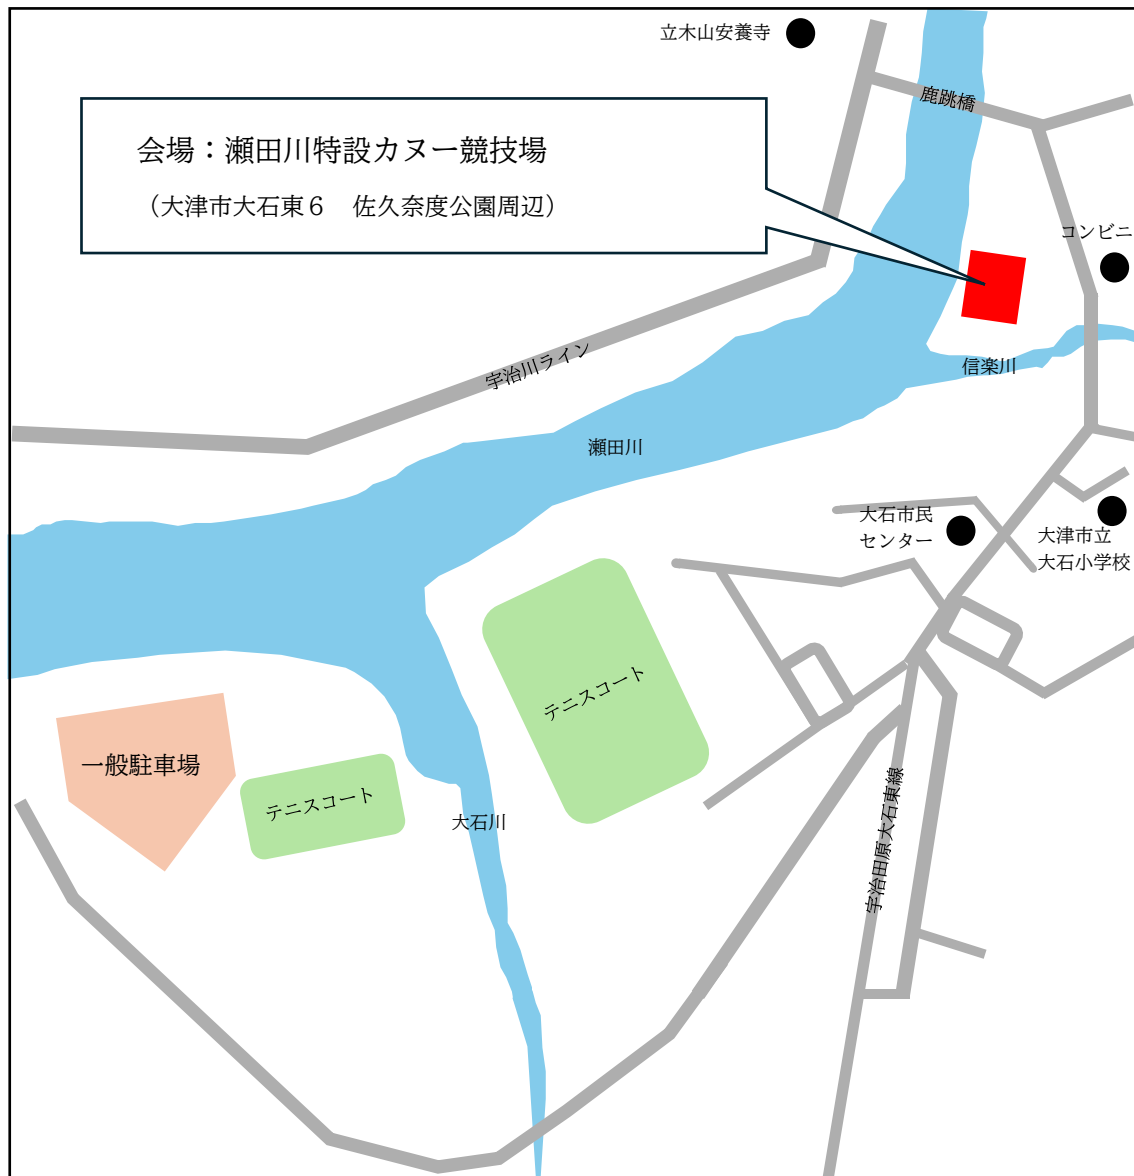 立木山安養寺
鹿跳橋
会場：瀬田川特設カヌー競技場
（大津市大石東６　佐久奈度公園周辺）
コンビニ
宇治川ライン
信楽川
瀬田川
大石市民
センター
大津市立
大石小学校
テニスコート
一般駐車場
テニスコート
大石川
宇治田原大石東線